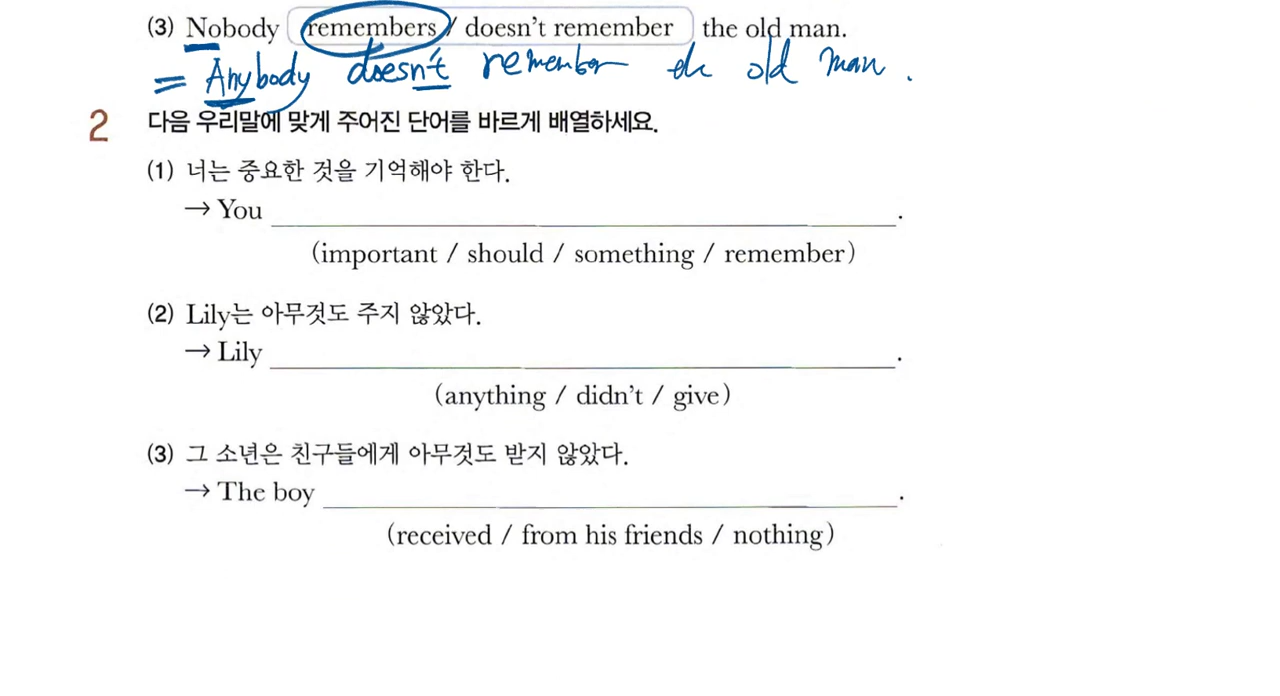 (3) Nobody remembers / doesn't remember the old man.
= Anybody doesn't remember the old man.
2 다음 우리말에 맞게 주어진 단어를 바르게 배열하세요.
(1) 너는 중요한 것을 기억해야 한다.
→ You .
(important / should / something / remember)
(2) Lily는 아무것도 주지 않았다.
→ Lily .
(anything / didn't / give)
(3) 그 소년은 친구들에게 아무것도 받지 않았다.
→ The boy .
(received / from his friends / nothing)